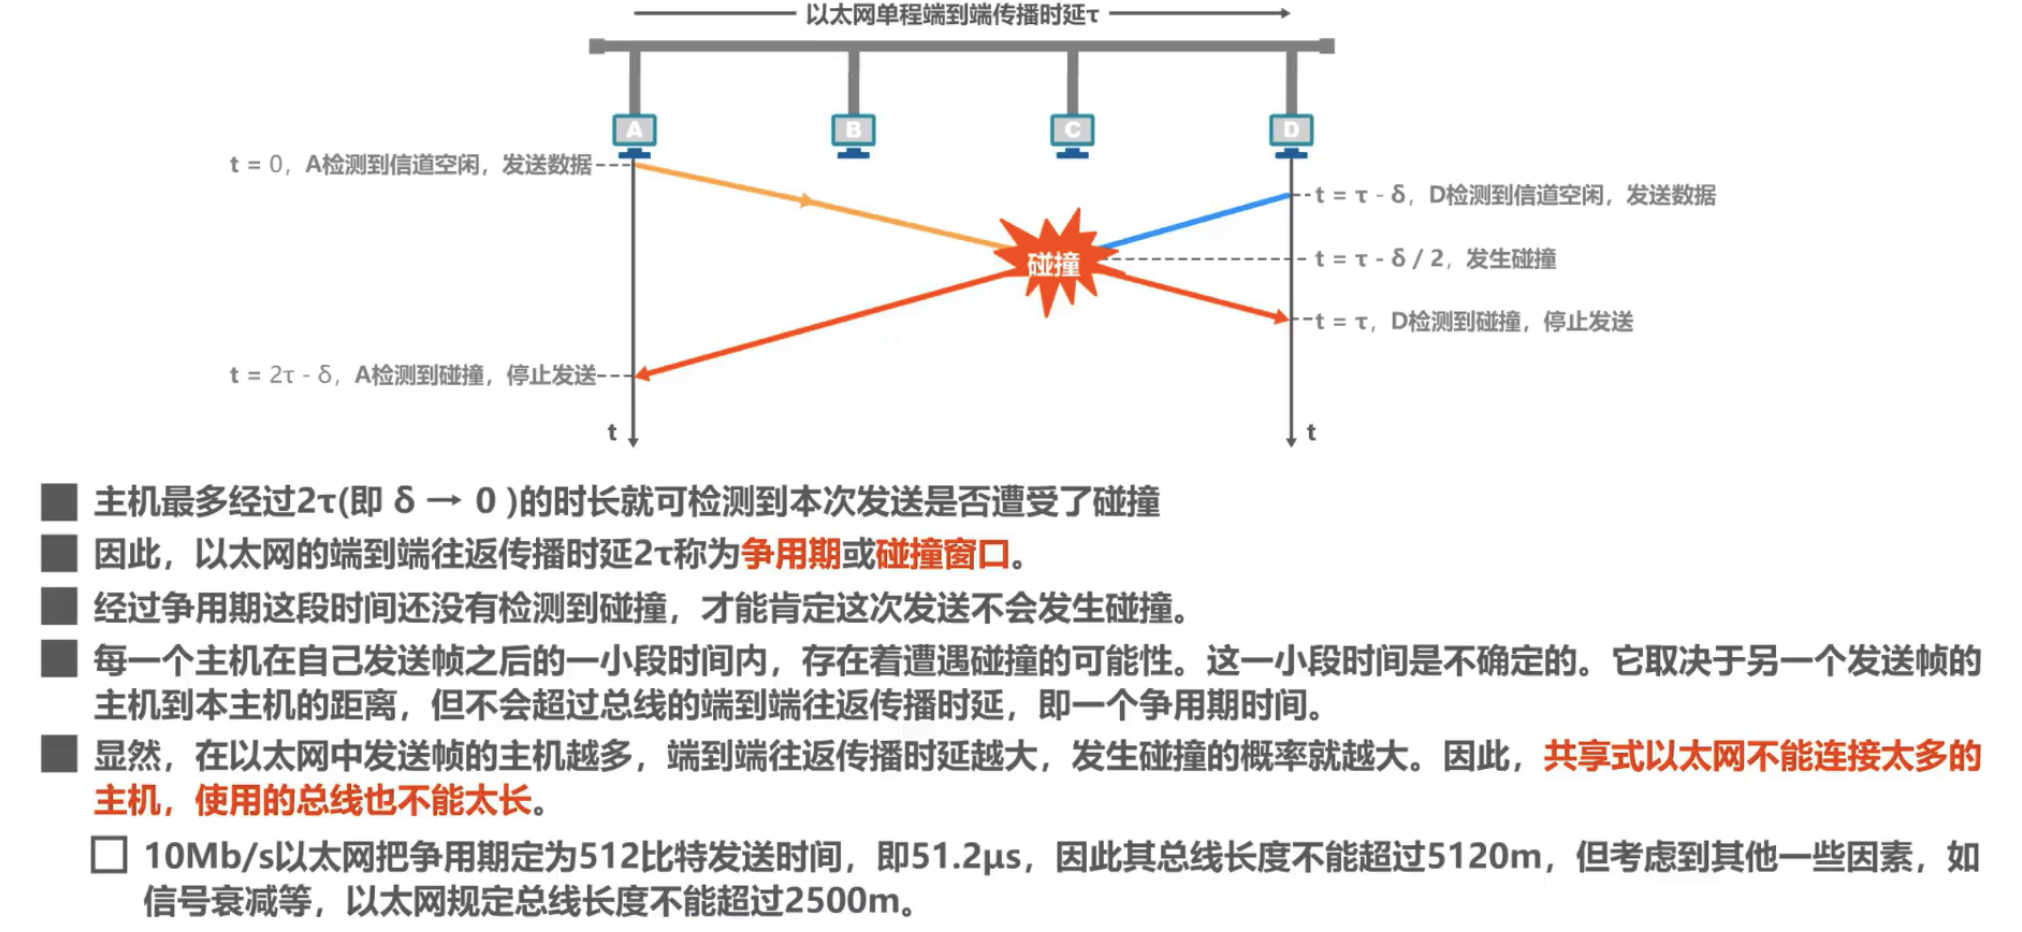 以太网单程端到端传播时延τ
A
B
C
D
t = 0，A检测到信道空闲，发送数据
t = τ - δ，D检测到信道空闲，发送数据
碰撞
t = τ - δ / 2，发生碰撞
t = τ，D检测到碰撞，停止发送
t = 2τ - δ，A检测到碰撞，停止发送
t
t
主机最多经过2τ(即 δ → 0 )的时长就可检测到本次发送是否遭受了碰撞
因此，以太网的端到端往返传播时延2τ称为争用期或碰撞窗口。
经过争用期这段时间还没有检测到碰撞，才能肯定这次发送不会发生碰撞。
每一个主机在自己发送帧之后的一小段时间内，存在着遭遇碰撞的可能性。这一小段时间是不确定的。它取决于另一个发送帧的
主机到本主机的距离，但不会超过总线的端到端往返传播时延，即一个争用期时间。
显然，在以太网中发送帧的主机越多，端到端往返传播时延越大，发生碰撞的概率就越大。因此，共享式以太网不能连接太多的
主机，使用的总线也不能太长。
10Mb/s以太网把争用期定为512比特发送时间，即51.2μs，因此其总线长度不能超过5120m，但考虑到其他一些因素，如
信号衰减等，以太网规定总线长度不能超过2500m。